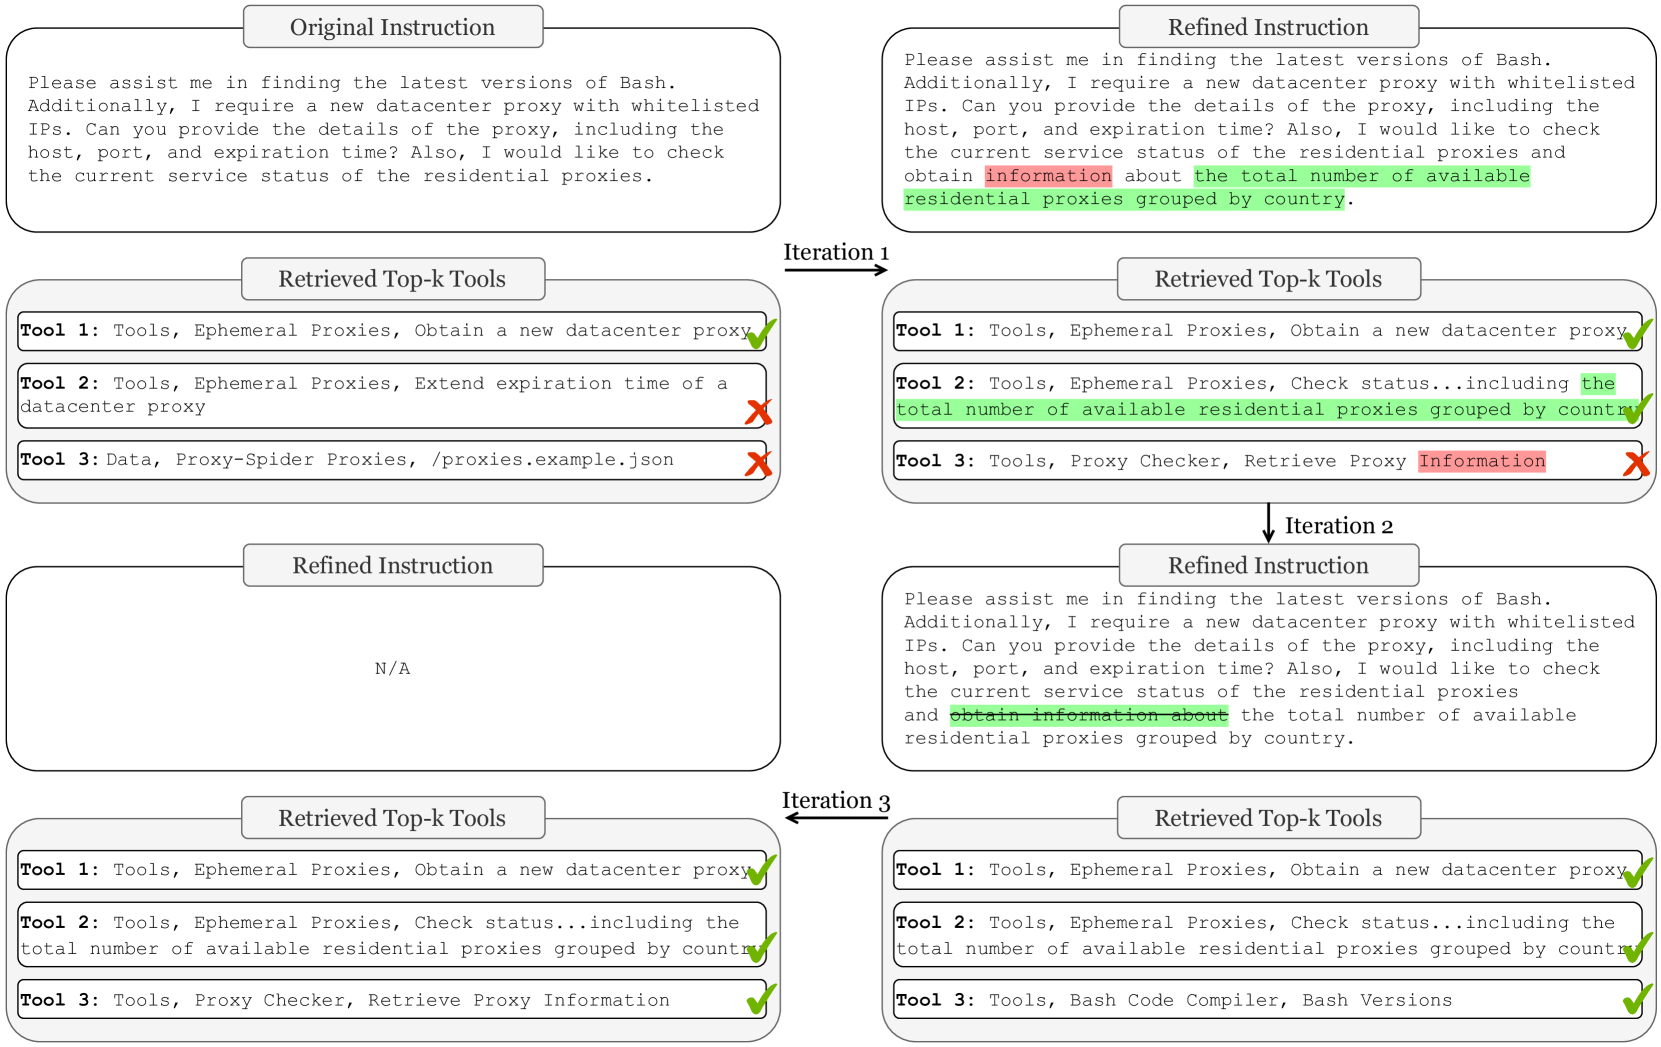 Original Instruction
Please assist me in finding the latest versions of Bash.
Additionally, I require a new datacenter proxy with whitelisted
IPs. Can you provide the details of the proxy, including the
host, port, and expiration time? Also, I would like to check
the current service status of the residential proxies.
Refined Instruction
Please assist me in finding the latest versions of Bash.
Additionally, I require a new datacenter proxy with whitelisted
IPs. Can you provide the details of the proxy, including the
host, port, and expiration time? Also, I would like to check
the current service status of the residential proxies and
obtain information about the total number of available
residential proxies grouped by country.
Iteration 1
Retrieved Top-k Tools
Tool 1: Tools, Ephemeral Proxies, Obtain a new datacenter proxy
Tool 2: Tools, Ephemeral Proxies, Extend expiration time of a
datacenter proxy
Tool 3: Data, Proxy-Spider Proxies, /proxies.example.json
Retrieved Top-k Tools
Tool 1: Tools, Ephemeral Proxies, Obtain a new datacenter proxy
Tool 2: Tools, Ephemeral Proxies, Check status...including the
total number of available residential proxies grouped by country
Tool 3: Tools, Proxy Checker, Retrieve Proxy Information
Iteration 2
Refined Instruction
N/A
Refined Instruction
Please assist me in finding the latest versions of Bash.
Additionally, I require a new datacenter proxy with whitelisted
IPs. Can you provide the details of the proxy, including the
host, port, and expiration time? Also, I would like to check
the current service status of the residential proxies
and obtain information about the total number of available
residential proxies grouped by country.
Iteration 3
Retrieved Top-k Tools
Tool 1: Tools, Ephemeral Proxies, Obtain a new datacenter proxy
Tool 2: Tools, Ephemeral Proxies, Check status...including the
total number of available residential proxies grouped by country
Tool 3: Tools, Proxy Checker, Retrieve Proxy Information
Retrieved Top-k Tools
Tool 1: Tools, Ephemeral Proxies, Obtain a new datacenter proxy
Tool 2: Tools, Ephemeral Proxies, Check status...including the
total number of available residential proxies grouped by country
Tool 3: Tools, Bash Code Compiler, Bash Versions